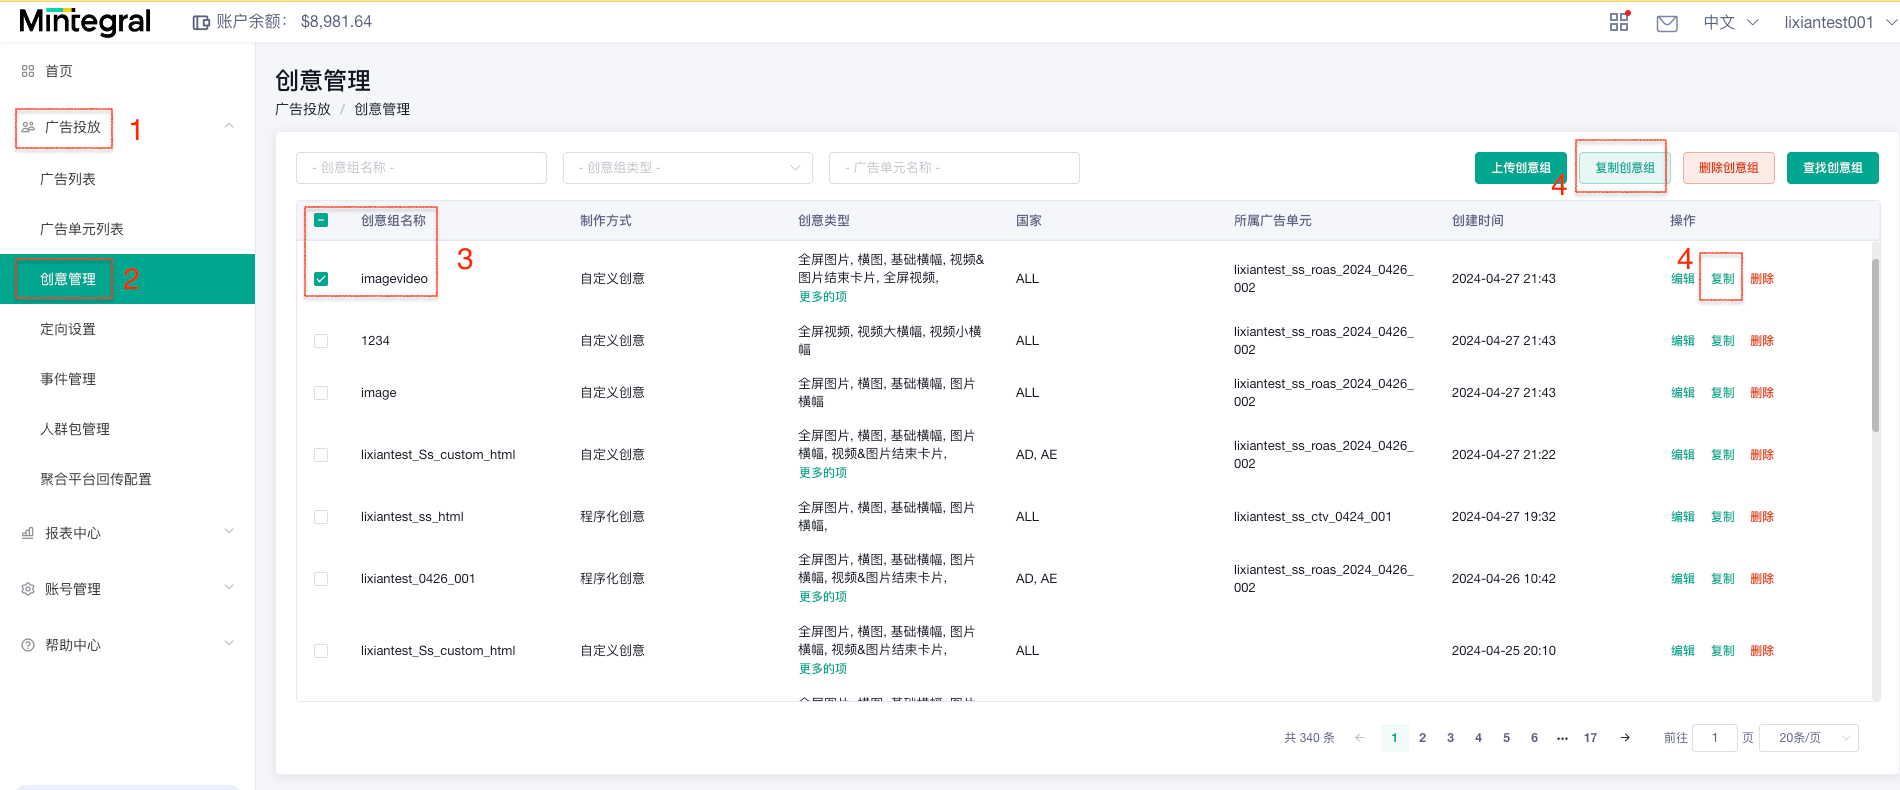 Mintegral
账户余额： $8,981.64
中文
lixiantest001
首页
广告投放
1
广告列表
广告单元列表
创意管理
2
定向设置
事件管理
人群包管理
聚合平台回传配置
报表中心
账号管理
帮助中心
创意管理
广告投放 / 创意管理
- 创意组名称 -
- 创意组类型 -
- 广告单元名称 -
上传创意组
4
复制创意组
删除创意组
查找创意组
创意组名称
制作方式
创意类型
国家
所属广告单元
创建时间
操作
3
imagevideo
自定义创意
全屏图片, 横图, 基础横幅, 视频&
图片结束卡片, 全屏视频,
更多的项
ALL
lixiantest_ss_roas_2024_0426_
002
2024-04-27 21:43
4
编辑 复制 删除
1234
自定义创意
全屏视频, 视频大横幅, 视频小横
幅
ALL
lixiantest_ss_roas_2024_0426_
002
2024-04-27 21:43
编辑 复制 删除
image
自定义创意
全屏图片, 横图, 基础横幅, 图片
横幅
ALL
lixiantest_ss_roas_2024_0426_
002
2024-04-27 21:43
编辑 复制 删除
lixiantest_Ss_custom_html
自定义创意
全屏图片, 横图, 基础横幅, 图片
横幅, 视频&图片结束卡片,
更多的项
AD, AE
lixiantest_ss_roas_2024_0426_
002
2024-04-27 21:22
编辑 复制 删除
lixiantest_ss_html
程序化创意
全屏图片, 横图, 基础横幅, 图片
横幅,
ALL
lixiantest_ss_ctv_0424_001
2024-04-27 19:32
编辑 复制 删除
lixiantest_0426_001
程序化创意
全屏图片, 横图, 基础横幅, 图片
横幅, 视频&图片结束卡片,
更多的项
AD, AE
lixiantest_ss_roas_2024_0426_
002
2024-04-26 10:42
编辑 复制 删除
lixiantest_Ss_custom_html
自定义创意
全屏图片, 横图, 基础横幅, 图片
横幅, 视频&图片结束卡片,
更多的项
ALL
2024-04-25 20:10
编辑 复制 删除
全屏图片, 横图, 基础横幅, 图片
共 340 条 ← 1 2 3 4 5 6 ··· 17 → 前往 1 页 20条/页